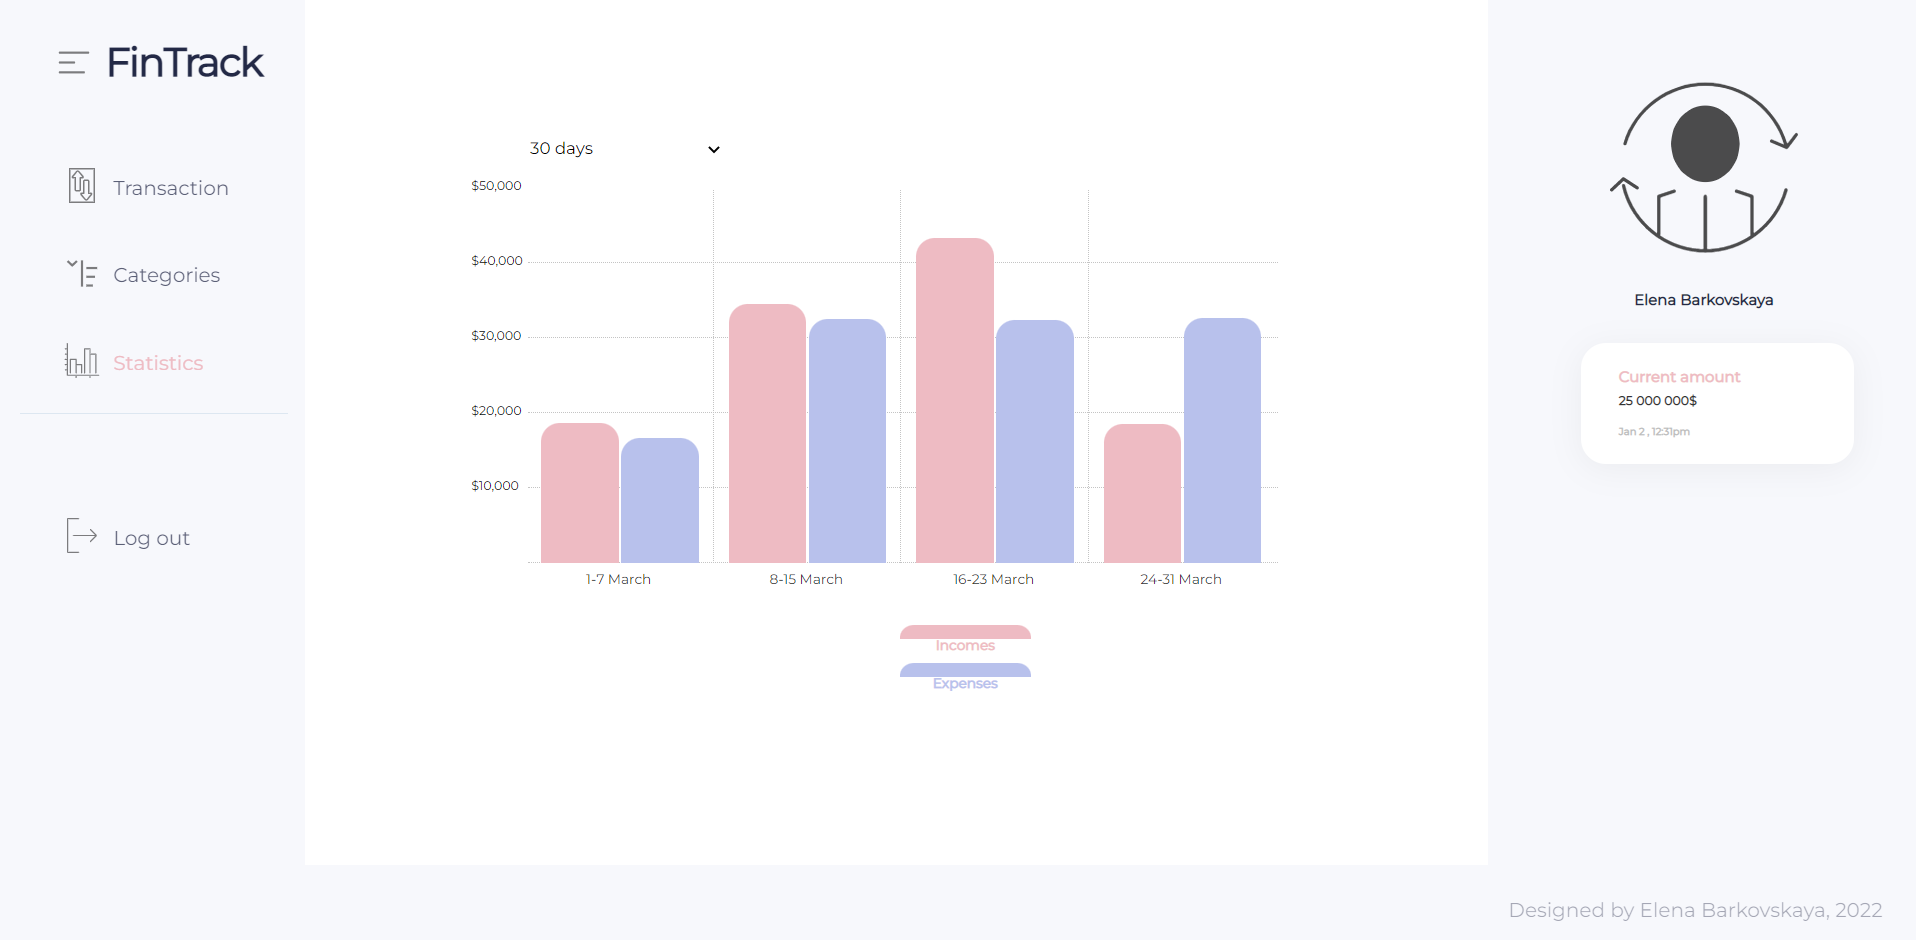 FinTrack
Transaction
Categories
Statistics
Log out
30 days
$50,000
$40,000
$30,000
$20,000
$10,000
1-7 March
8-15 March
16-23 March
24-31 March
Incomes
Expenses
Elena Barkovskaya
Current amount
25 000 000$
Jan 2 , 12:31pm
Designed by Elena Barkovskaya, 2022